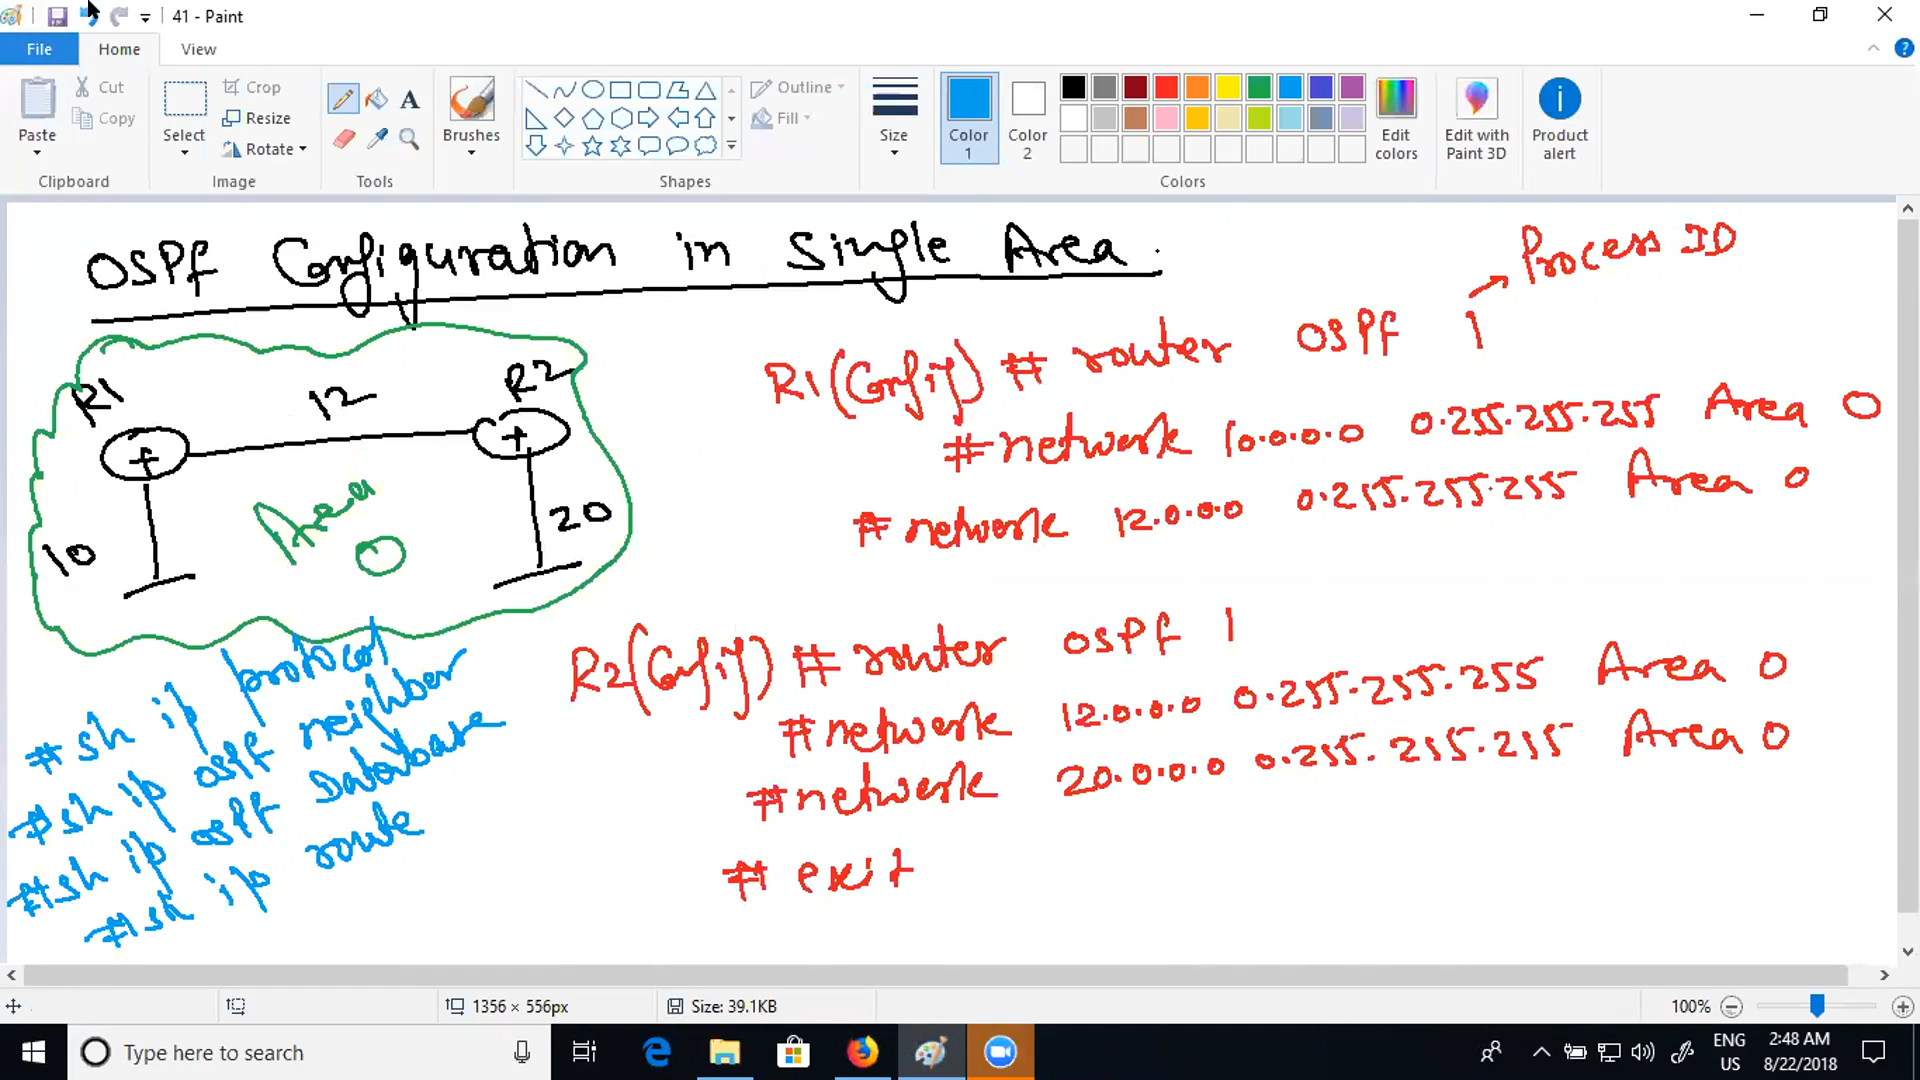 41 - Paint
File Home View
Paste
Cut
Copy
Clipboard
Select
Crop
Resize
Rotate
Image
A
Tools
Brushes
Shapes
Outline
Fill
Size
Color 1
Color 2
Edit colors
Colors
Edit with Paint 3D
Product alert
OSPf Configuration in Single Area.
R1 12 R2
10 Area 0 20
Process ID
R1(Config)# router OSPf 1
#network 10.0.0.0 0.255.255.255 Area 0
#network 12.0.0.0 0.255.255.255 Area 0
R2(Config)# router OSPf 1
#network 12.0.0.0 0.255.255.255 Area 0
#network 20.0.0.0 0.255.255.255 Area 0
# exit
#sh ip protocol
#sh ip ospf neighber
#sh ip ospf Database
#sh ip route
1356 × 556px
Size: 39.1KB
100%
Type here to search
ENG
US
2:48 AM
8/22/2018